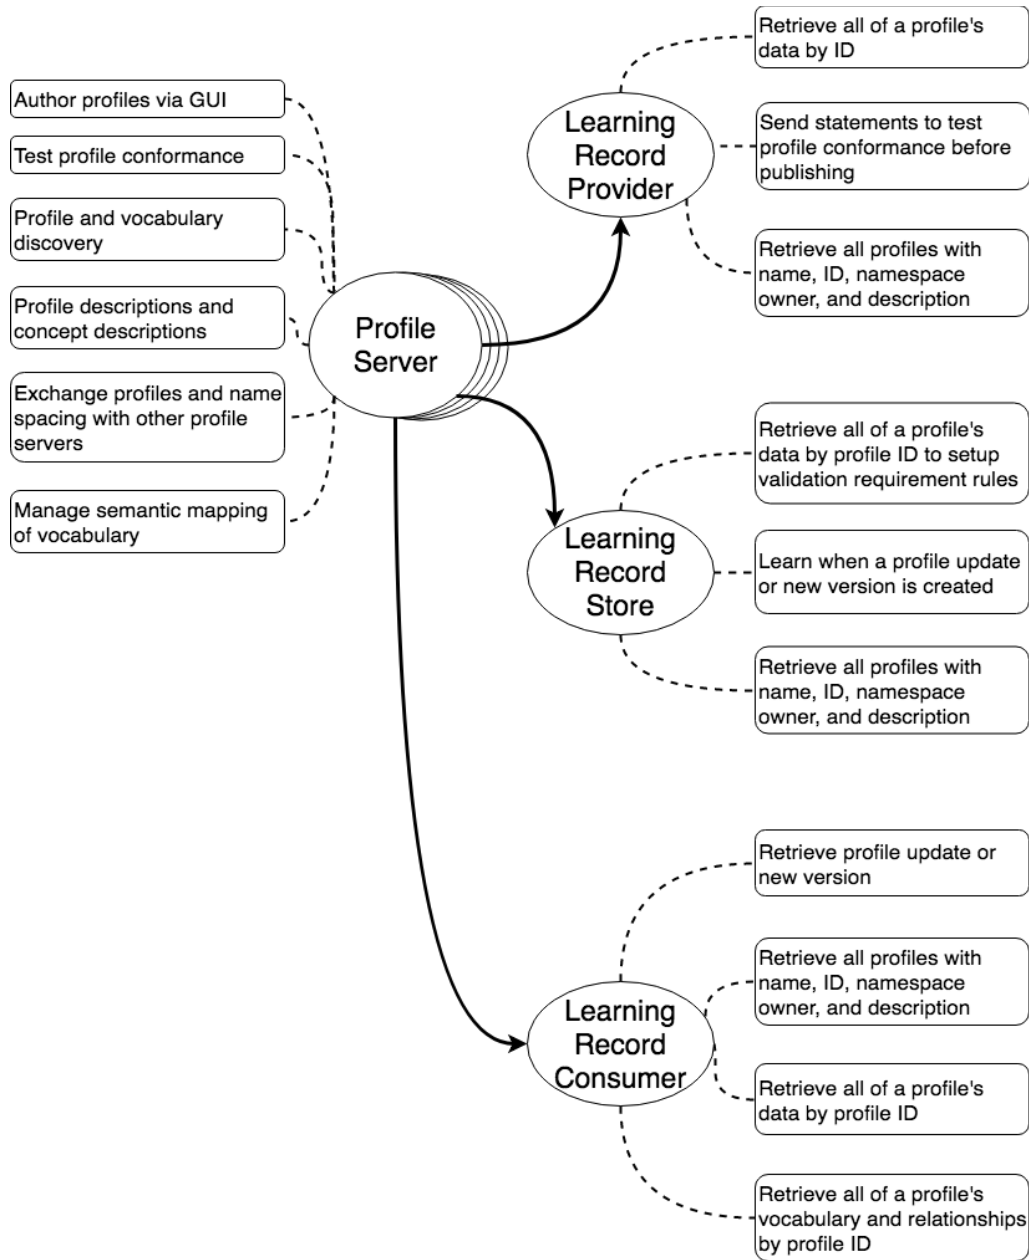 Author profiles via GUI
Test profile conformance
Profile and vocabulary
discovery
Profile descriptions and
concept descriptions
Exchange profiles and name
spacing with other profile
servers
Manage semantic mapping
of vocabulary
Profile
Server
Learning
Record
Provider
Retrieve all of a profile's
data by ID
Send statements to test
profile conformance before
publishing
Retrieve all profiles with
name, ID, namespace
owner, and description
Learning
Record
Store
Retrieve all of a profile's
data by profile ID to setup
validation requirement rules
Learn when a profile update
or new version is created
Retrieve all profiles with
name, ID, namespace
owner, and description
Learning
Record
Consumer
Retrieve profile update or
new version
Retrieve all profiles with
name, ID, namespace
owner, and description
Retrieve all of a profile's
data by profile ID
Retrieve all of a profile's
vocabulary and relationships
by profile ID